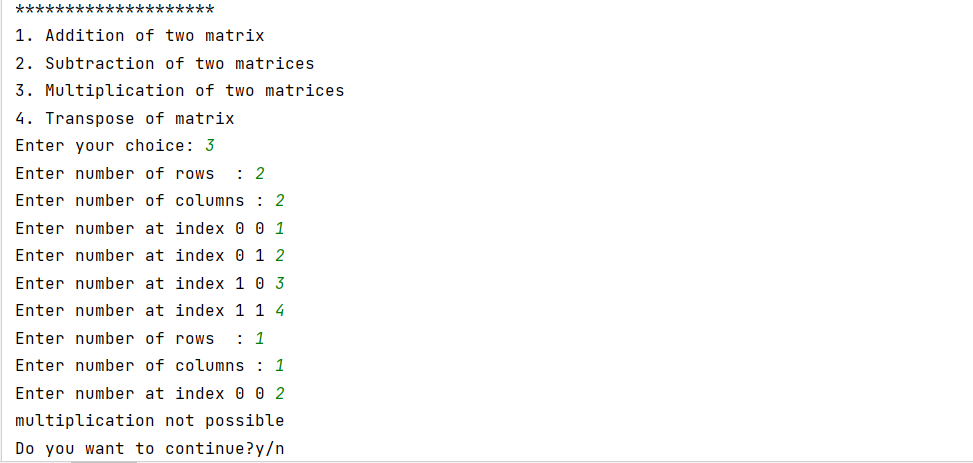 ********************
1. Addition of two matrix
2. Subtraction of two matrices
3. Multiplication of two matrices
4. Transpose of matrix
Enter your choice: 3
Enter number of rows  : 2
Enter number of columns : 2
Enter number at index 0 0 1
Enter number at index 0 1 2
Enter number at index 1 0 3
Enter number at index 1 1 4
Enter number of rows  : 1
Enter number of columns : 1
Enter number at index 0 0 2
multiplication not possible
Do you want to continue?y/n